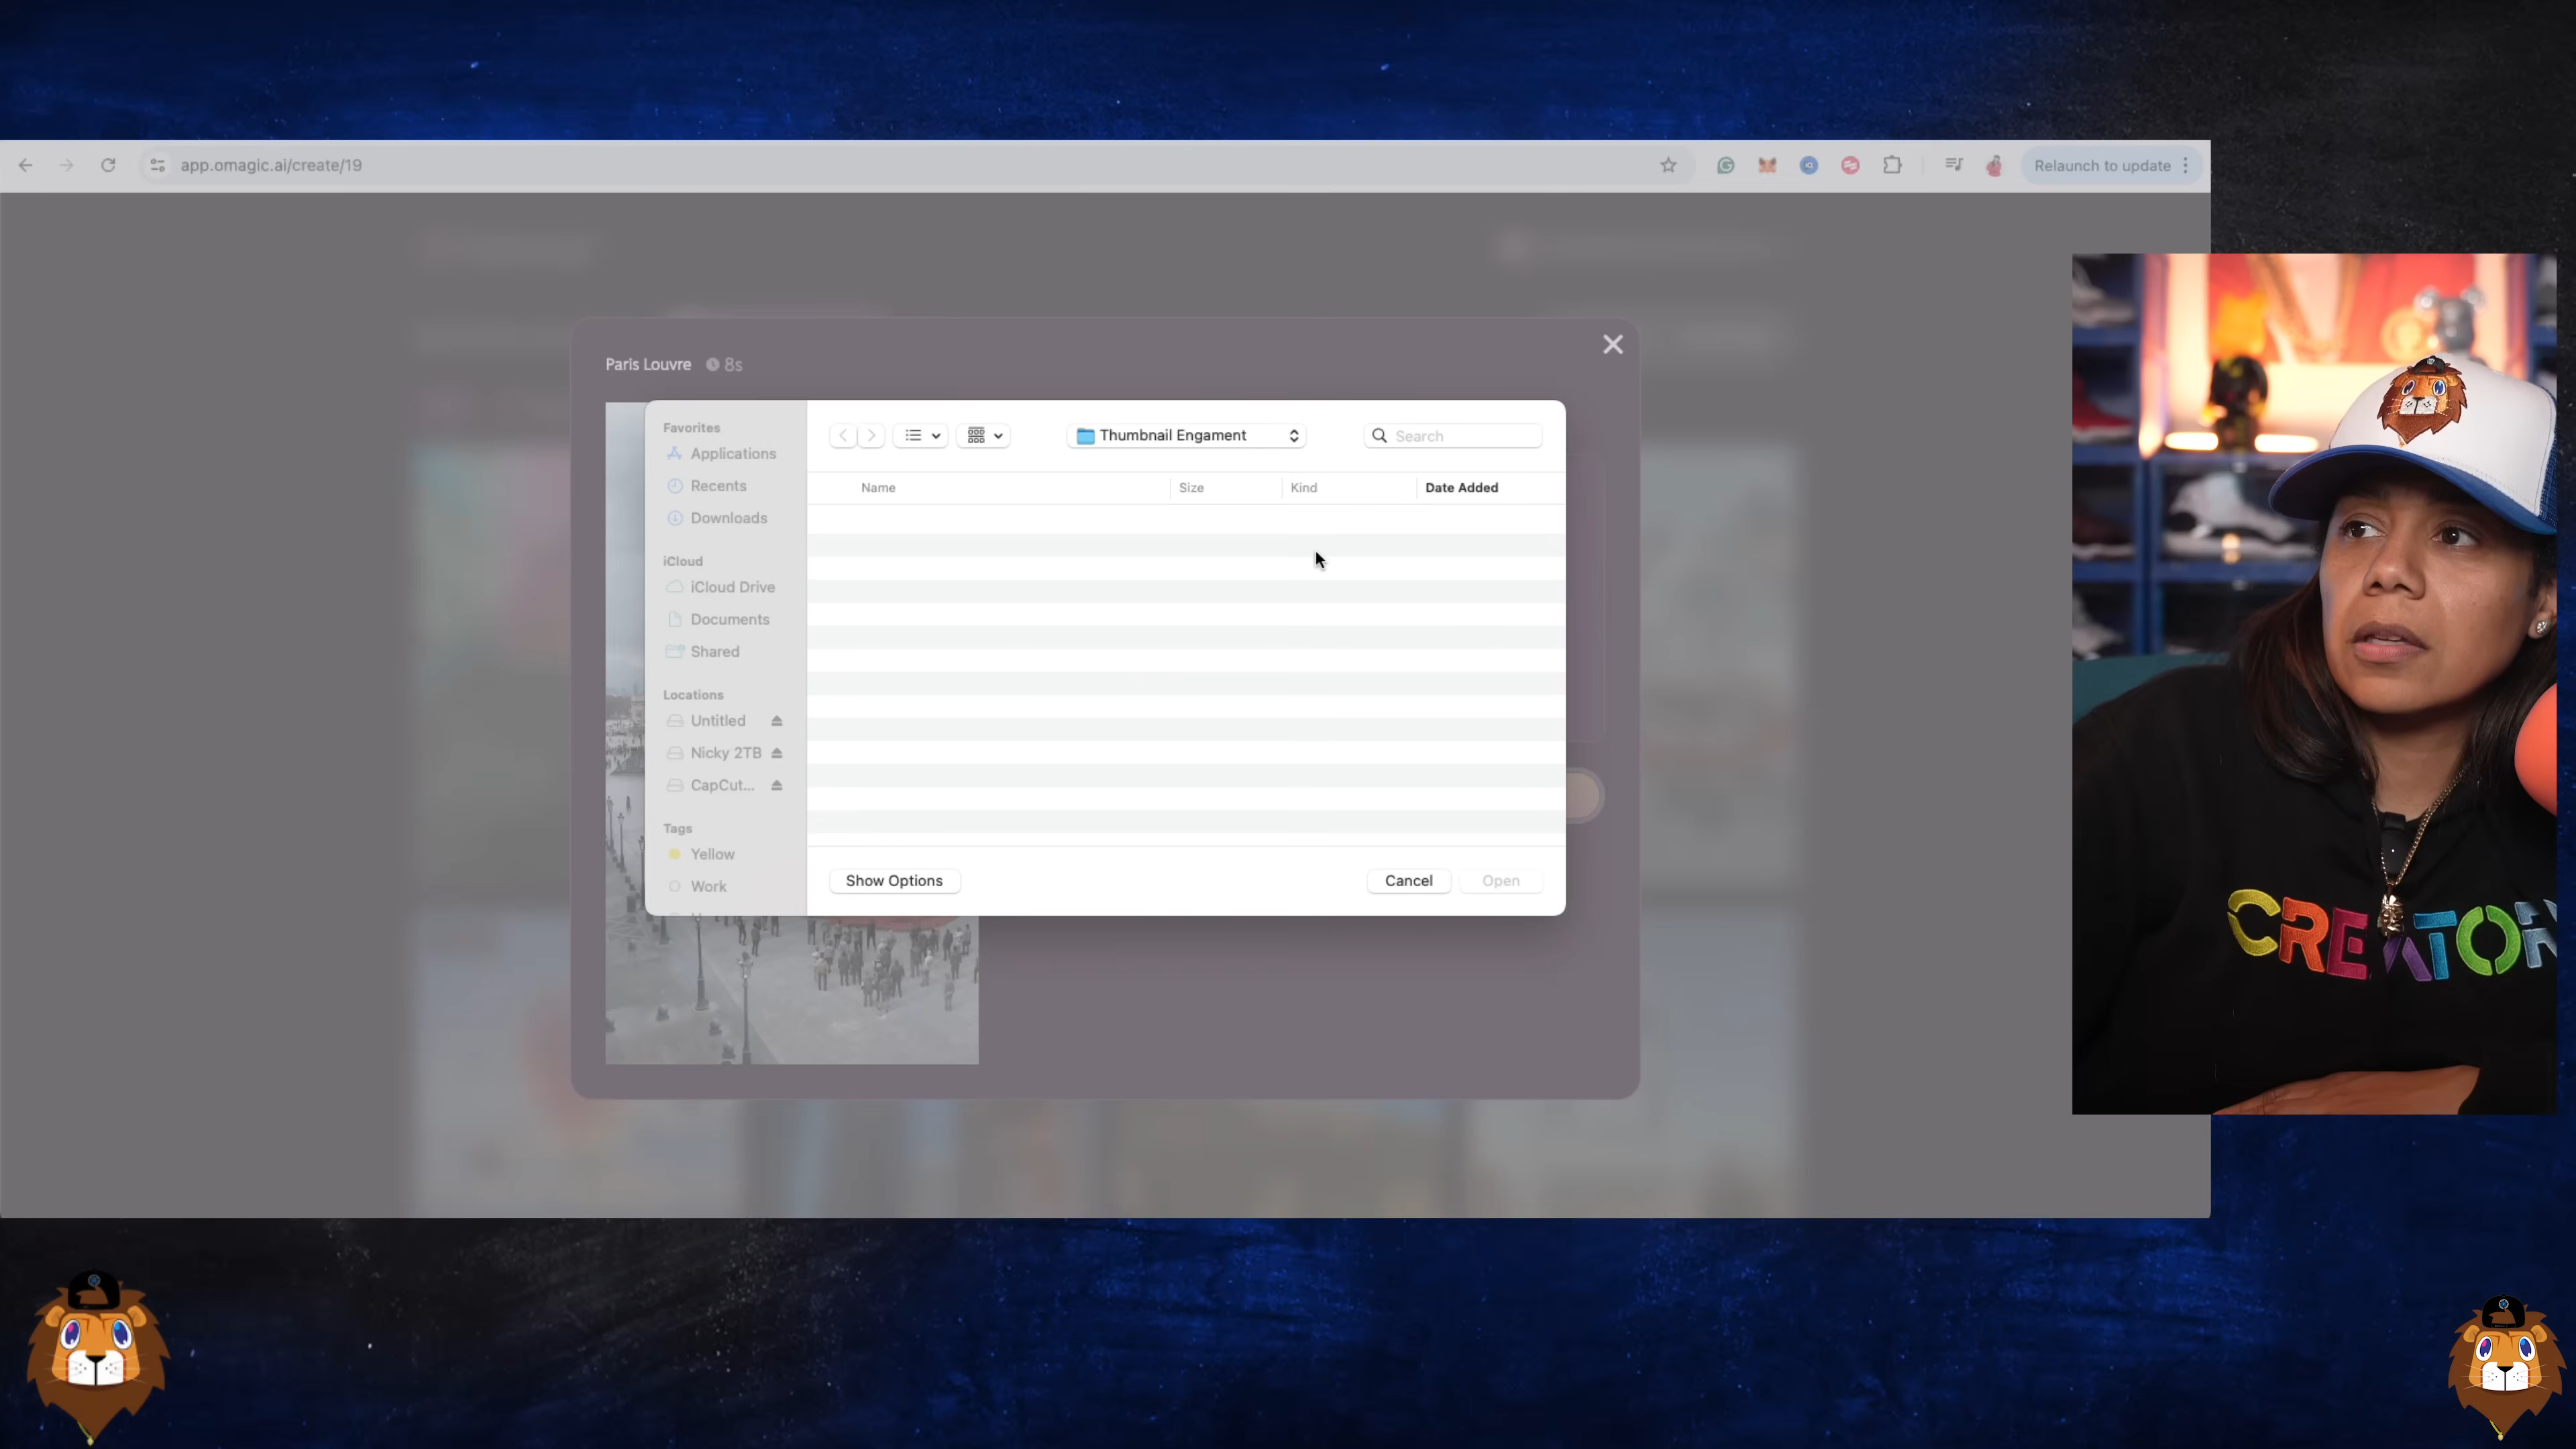 app.omagic.ai/create/19
Relaunch to update
Paris Louvre 8s
Favorites
Applications
Recents
Downloads
iCloud
iCloud Drive
Documents
Shared
Locations
Untitled
Nicky 2TB
CapCut...
Tags
Yellow
Work
Thumbnail Engament
Search
Name Size Kind Date Added
Show Options Cancel Open
CREATOR